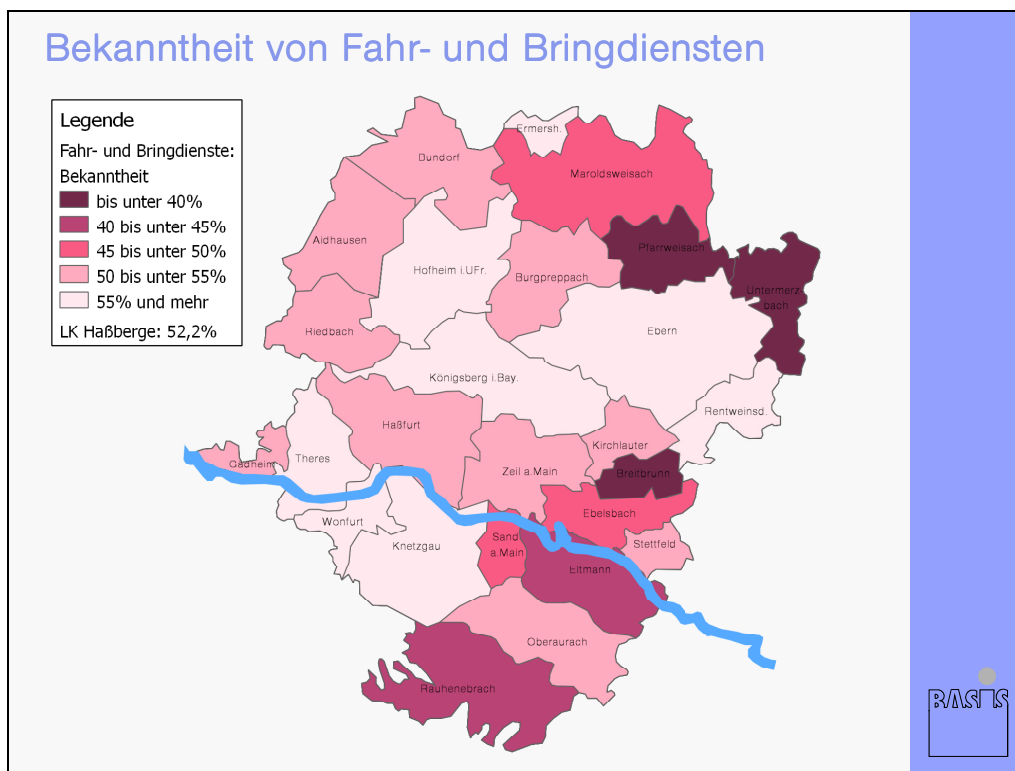 Bekanntheit von Fahr- und Bringdiensten
Legende
Fahr- und Bringdienste:
Bekanntheit
bis unter 40%
40 bis unter 45%
45 bis unter 50%
50 bis unter 55%
55% und mehr
LK Haßberge: 52,2%
Ermersh.
Bundorf
Maroldsweisach
Aidhausen
Pfarrweisach
Hofheim i.UFr.
Burgpreppach
Untermerz-
bach
Riedbach
Ebern
Königsberg i.Bay.
Rentweinsd.
Haßfurt
Kirchlauter
Theres
Gädheim
Zeil a.Main
Breitbrunn
Ebelsbach
Wonfurt
Knetzgau
Sand
a.Main
Stettfeld
Eltmann
Oberaurach
Rauhenebrach
BASIS